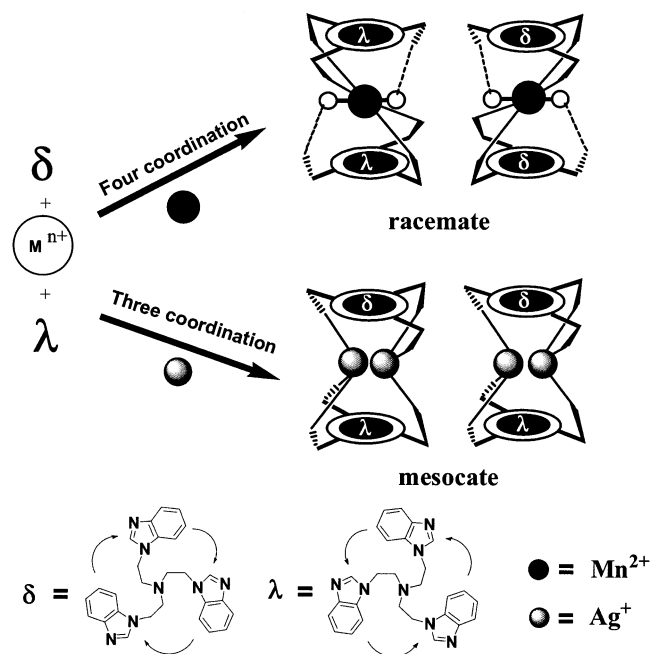 λ δ
δ
+
M n+
+
λ
Four coordination
λ δ
racemate
Three coordination
δ δ
λ λ
mesocate
δ =
N N N N N N N
λ =
N N N N N N N
= Mn2+
= Ag+